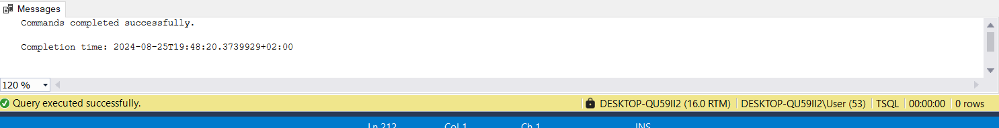 Messages
Commands completed successfully.
Completion time: 2024-08-25T19:48:20.3739929+02:00
120 %
Query executed successfully. DESKTOP-QU59II2 (16.0 RTM) DESKTOP-QU59II2\User (53) TSQL 00:00:00 0 rows
Ln 212 Col 1 Ch 1 INS